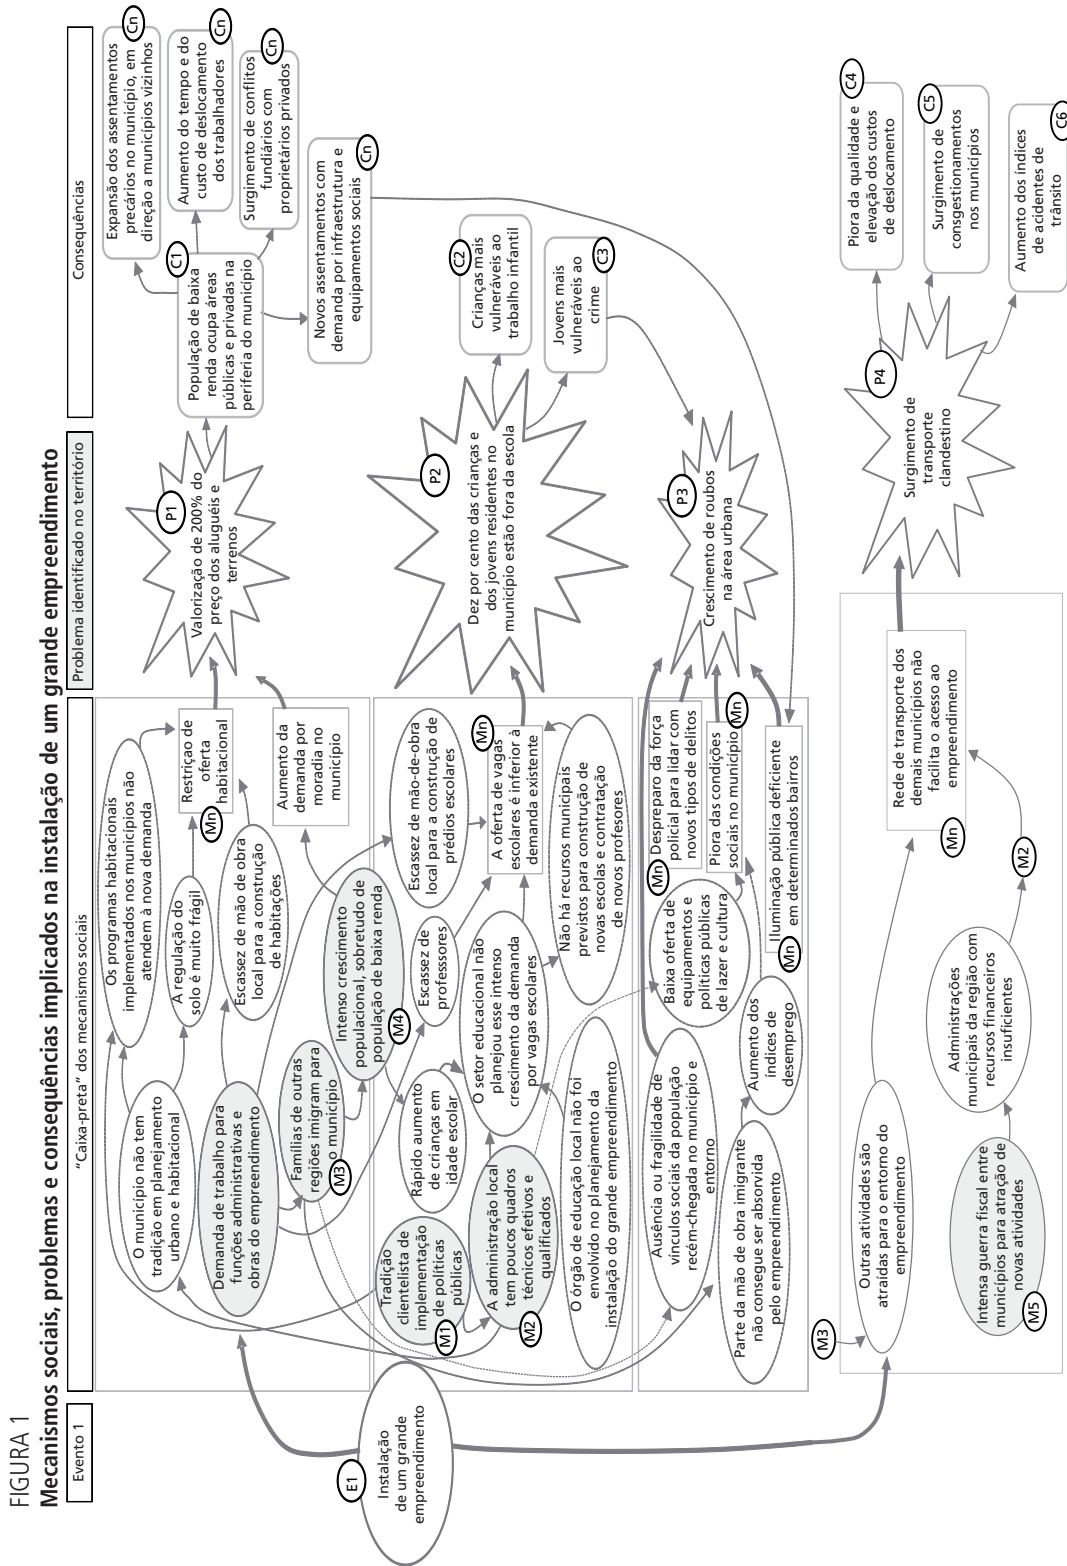 FIGURA 1
Mecanismos sociais, problemas e consequências implicados na instalação de um grande empreendimento
Evento 1
"Caixa-preta" dos mecanismos sociais
Problema identificado no território
Consequências
E1
Instalação
de um grande
empreendimento
O município não tem
tradição em planejamento
urbano e habitacional
Os programas habitacionais
implementados nos municípios não
atendem à nova demanda
A regulação do
solo é muito frágil
Restrição de
oferta
habitacional
Mn
Demanda de trabalho para
funções administrativas e
obras do empreendimento
Escassez de mão de obra
local para a construção
de habitações
Aumento da
demanda por
moradia no
município
Famílias de outras
regiões imigram para
o município
M3
Intenso crescimento
populacional, sobretudo de
população de baixa renda
M4
P1
Valorização de 200% do
preço dos aluguéis e
terrenos
C1
População de baixa
renda ocupa áreas
públicas e privadas na
periferia do município
Expansão dos assentamentos
precários no município, em
direção a municípios vizinhos
Cn
Aumento do tempo e do
custo de deslocamento
dos trabalhadores
Cn
Surgimento de conflitos
fundiários com
proprietários privados
Cn
Novos assentamentos com
demanda por infraestrutura e
equipamentos sociais
Cn
Tradição
clientelista de
implementação
de políticas
públicas
M1
Rápido aumento
de crianças em
idade escolar
Escassez de
professsores
Escassez de mão-de-obra
local para a construção de
prédios escolares
A administração local
tem poucos quadros
técnicos efetivos e
qualificados
M2
O setor educacional não
planejou esse intenso
crescimento da demanda
por vagas escolares
Mn
A oferta de vagas
escolares é inferior à
demanda existente
O órgão de educação local não foi
envolvido no planejamento da
instalação do grande empreendimento
Não há recursos municipais
previstos para construção de
novas escolas e contratação
de novos professores
P2
Dez por cento das crianças e
dos jovens residentes no
município estão fora da escola
C2
Crianças mais
vulneráveis ao
trabalho infantil
Jovens mais
vulneráveis ao
crime
C3
Ausência ou fragilidade de
vínculos sociais da população
recém-chegada no município e
entorno
Baixa oferta de
equipamentos e
políticas públicas
de lazer e cultura
Mn
Despreparo da força
policial para lidar com
novos tipos de delitos
Piora das condições
sociais no município
Mn
Parte da mão de obra imigrante
não consegue ser absorvida
pelo empreendimento
Aumento dos
índices de
desemprego
Mn
Iluminação pública deficiente
em determinados bairros
P3
Crescimento de roubos
na área urbana
M3
Outras atividades são
atraídas para o entorno do
empreendimento
Rede de transporte dos
demais municípios não
facilita o acesso ao
empreendimento
Mn
Intensa guerra fiscal entre
municípios para atração de
novas atividades
M5
Administrações
municipais da região com
recursos financeiros
insuficientes
M2
P4
Surgimento de
transporte
clandestino
C4
Piora da qualidade e
elevação dos custos
de deslocamento
C5
Surgimento de
consgestionamentos
nos municípios
Aumento dos índices
de acidentes de
trânsito
C6